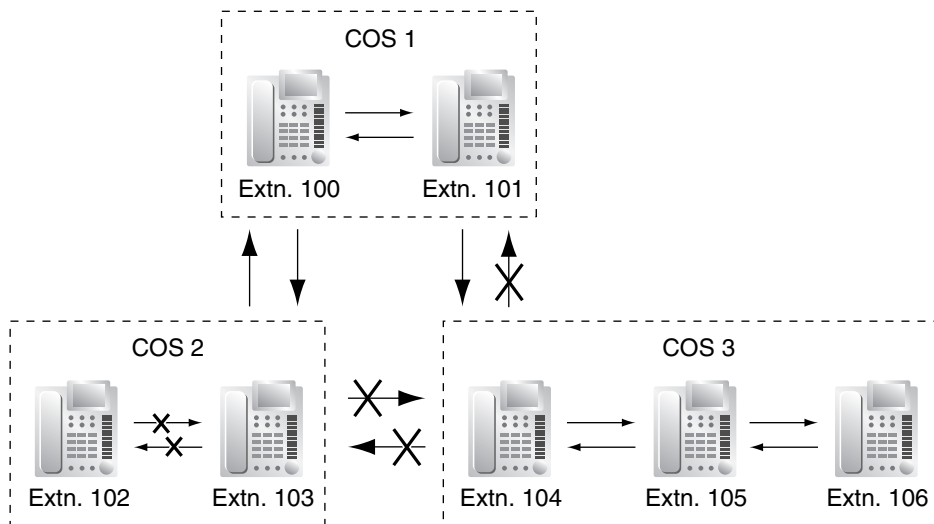 COS 1
Extn. 100
Extn. 101
COS 2
Extn. 102
Extn. 103
COS 3
Extn. 104
Extn. 105
Extn. 106